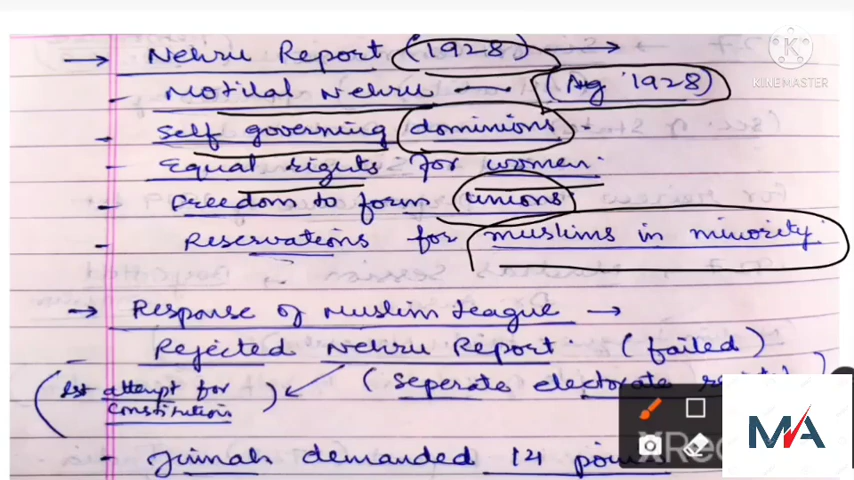 → Nehru Report (1928) →
KINEMASTER
- Motilal Nehru — (Aug '1928)
- Self governing dominions.
- Equal rights for women.
- Freedom to form unions
- Reservations for muslims in minority.
→ Response of Muslim League →
- Rejected Nehru Report. (failed)
(seperate electorate
(1st attempt for constitution)
- Jinnah demanded 14
XRec
MA